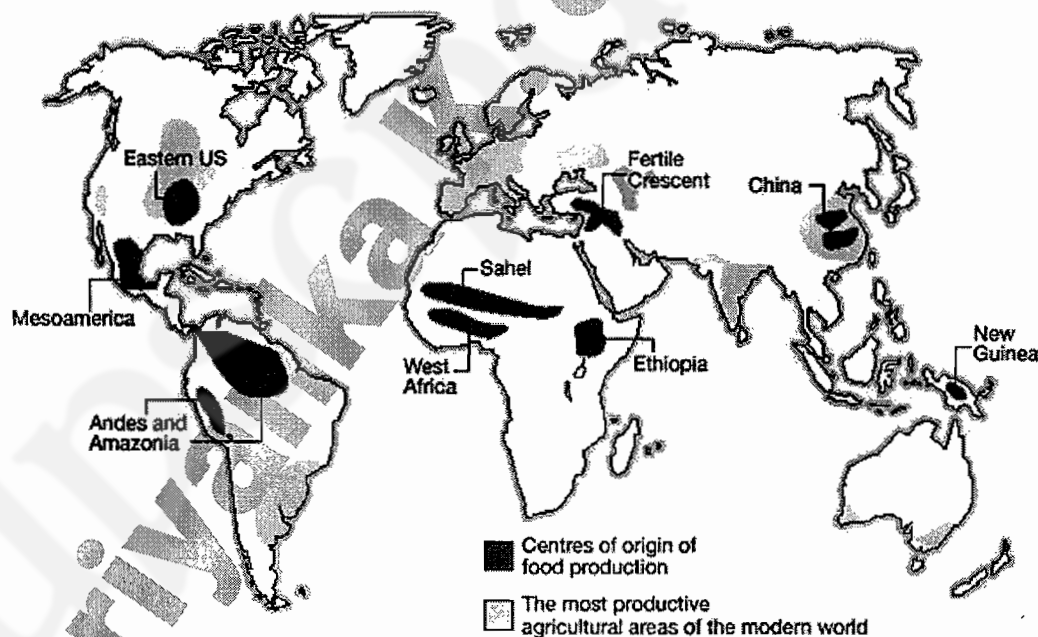 Eastern US
Mesoamerica
Andes and
Amazonia
Sahel
West
Africa
Ethiopia
Fertile
Crescent
China
New
Guinea
Centres of origin of
food production
The most productive
agricultural areas of the modern world